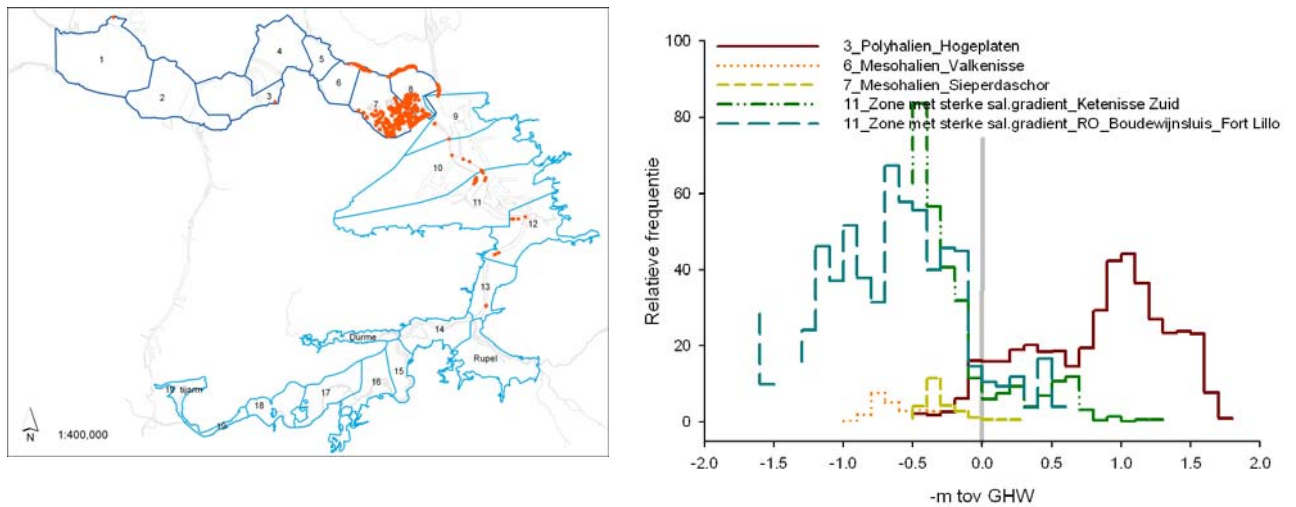 1
2
3
4
5
6
7
8
9
10
11
12
13
14
15
16
17
18
19
Durme
Rupel
N
1:400,000
3_Polyhalien_Hogeplaten
6_Mesohalien_Valkenisse
7_Mesohalien_Sieperdaschor
11_Zone met sterke sal.gradient_Ketenisse Zuid
11_Zone met sterke sal.gradient_RO_Boudewijnsluis_Fort Lillo
Relatieve frequentie
100
80
60
40
20
0
-2.0 -1.5 -1.0 -0.5 0.0 0.5 1.0 1.5 2.0
-m tov GHW